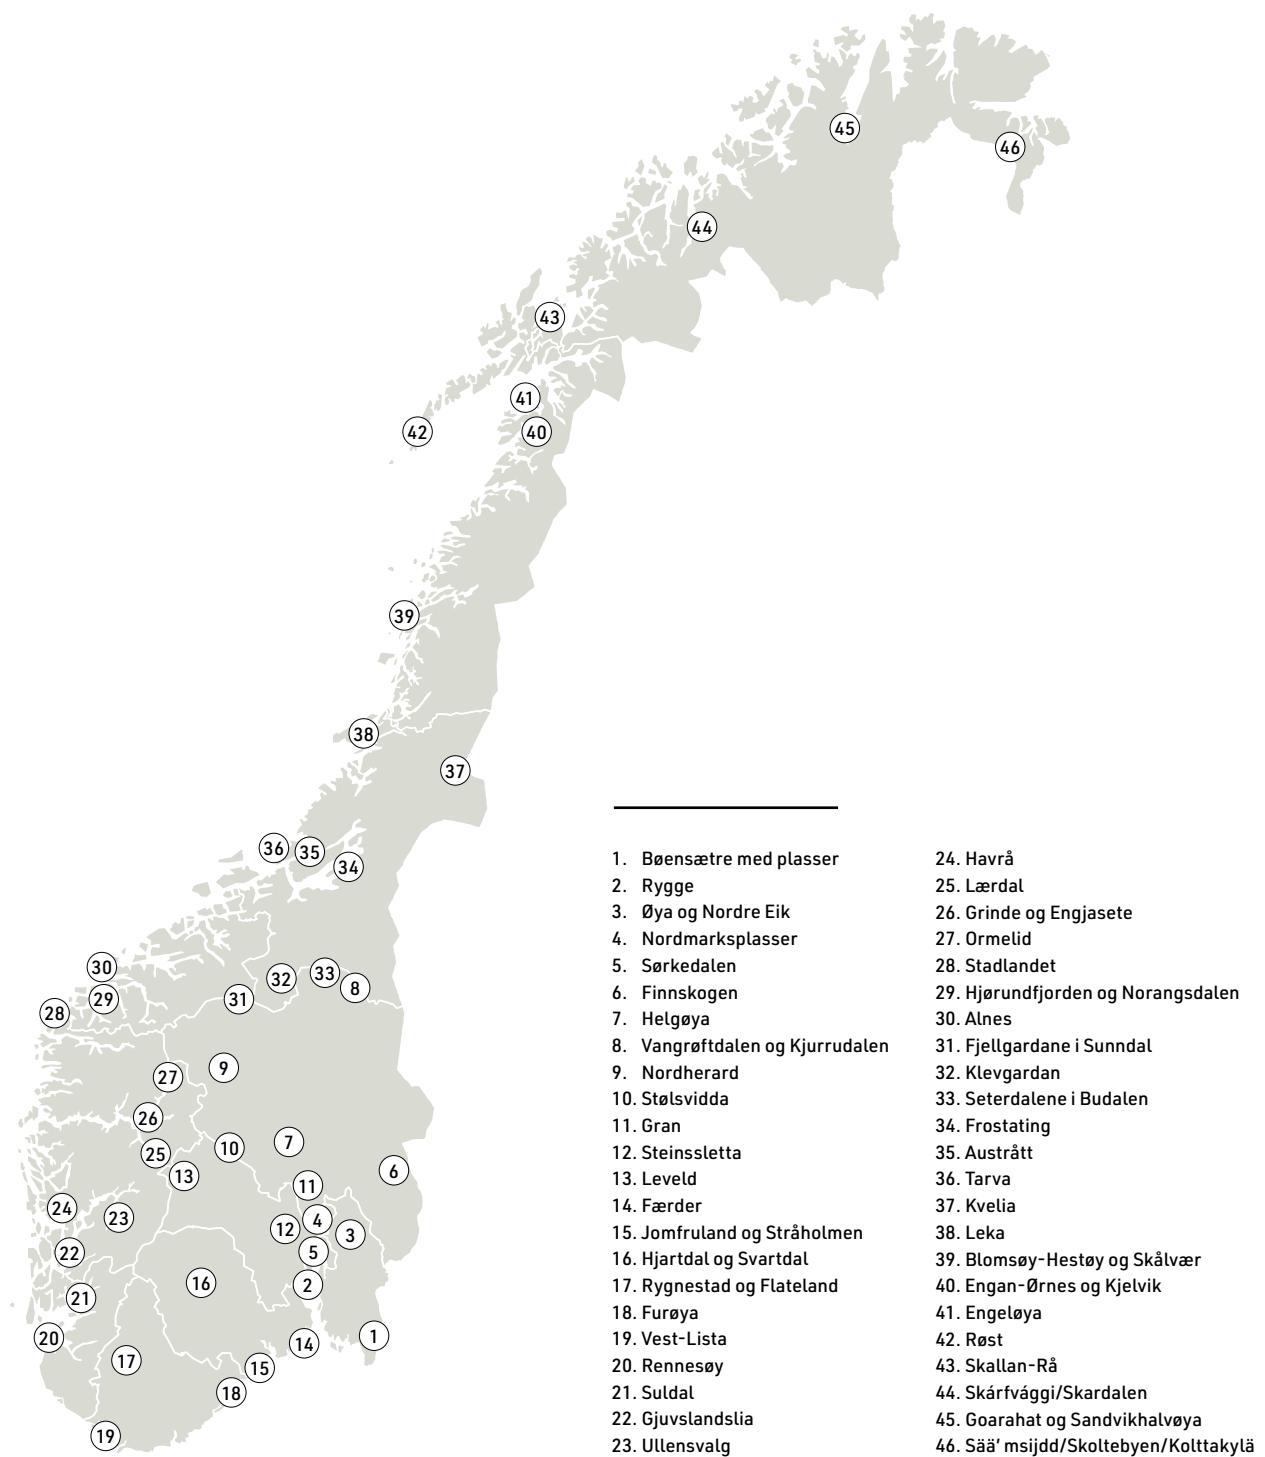 45
46
44
43
41
42
40
39
38
37
36
35
34
30
33
32
8
29
31
28
9
27
26
7
10
25
6
13
11
24
23
4
12
3
22
5
16
2
21
20
1
14
17
15
18
19
1. Bøensætre med plasser
2. Rygge
3. Øya og Nordre Eik
4. Nordmarksplasser
5. Sørkedalen
6. Finnskogen
7. Helgøya
8. Vangrøftdalen og Kjurrudalen
9. Nordherard
10. Stølsvidda
11. Gran
12. Steinssletta
13. Leveld
14. Færder
15. Jomfruland og Stråholmen
16. Hjartdal og Svartdal
17. Rygnestad og Flateland
18. Furøya
19. Vest-Lista
20. Rennesøy
21. Suldal
22. Gjuvslandslia
23. Ullensvalg
24. Havrå
25. Lærdal
26. Grinde og Engjasete
27. Ormelid
28. Stadlandet
29. Hjørundfjorden og Norangsdalen
30. Alnes
31. Fjellgardane i Sunndal
32. Klevgardan
33. Seterdalene i Budalen
34. Frostating
35. Austrått
36. Tarva
37. Kvelia
38. Leka
39. Blomsøy-Hestøy og Skålvær
40. Engan-Ørnes og Kjelvik
41. Engeløya
42. Røst
43. Skallan-Rå
44. Skárfvággi/Skardalen
45. Goarahat og Sandvikhalvøya
46. Sää’ msijdd/Skoltebyen/Kolttakylä